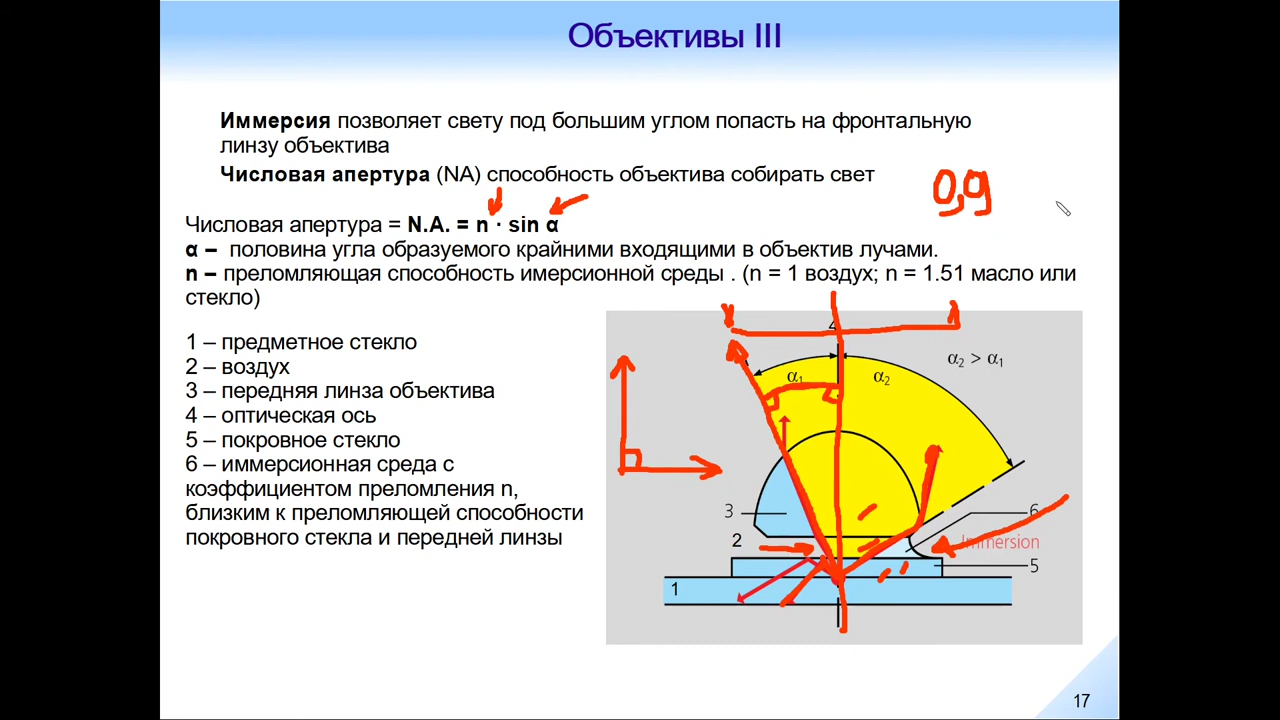 Объективы III
Иммерсия позволяет свету под большим углом попасть на фронтальную
линзу объектива
Числовая апертура (NA) способность объектива собирать свет
0,9
Числовая апертура = N.A. = n · sin α
α – половина угла образуемого крайними входящими в объектив лучами.
n – преломляющая способность имерсионной среды . (n = 1 воздух; n = 1.51 масло или
стекло)
1 – предметное стекло
2 – воздух
3 – передняя линза объектива
4 – оптическая ось
5 – покровное стекло
6 – иммерсионная среда с
коэффициентом преломления n,
близким к преломляющей способности
покровного стекла и передней линзы
4
α₂ > α₁
α₁
α₂
3
6
2
Immersion
5
1
17